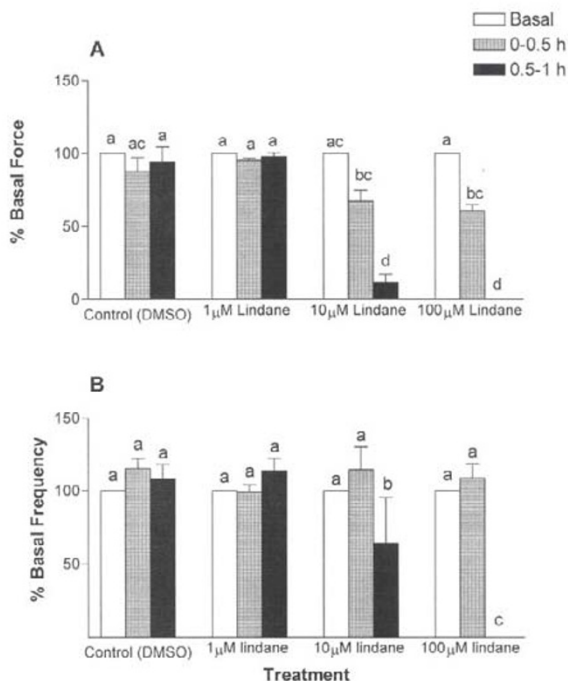 Basal
0-0.5 h
0.5-1 h
A
150
100
50
0
% Basal Force
a ac a a a a ac bc d a bc d
Control (DMSO) 1μM Lindane 10μM Lindane 100μM Lindane
B
150
100
50
% Basal Frequency
a a a a a a a a b a a c
Control (DMSO) 1μM lindane 10μM lindane 100μM lindane
Treatment